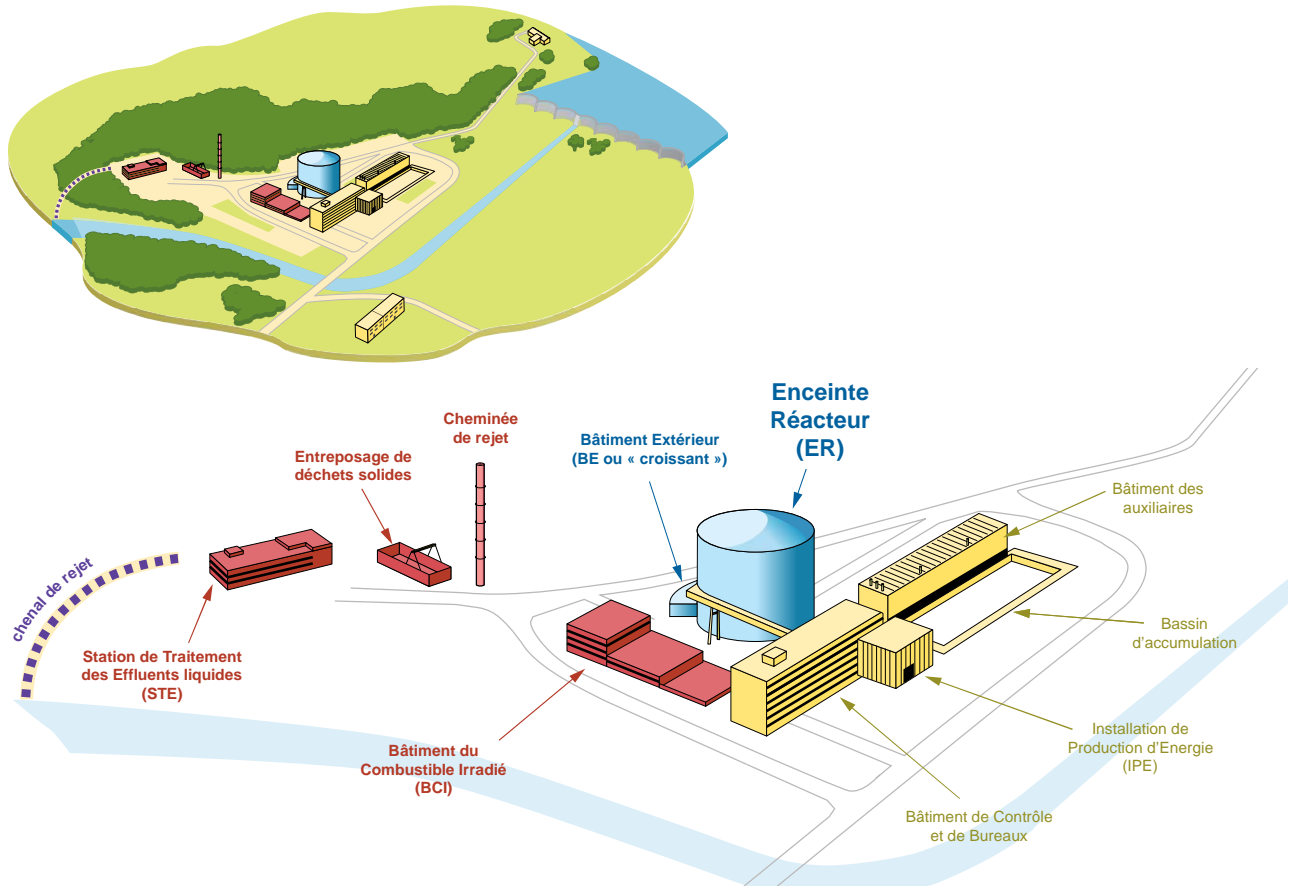 Enceinte
Réacteur
(ER)
Cheminée
de rejet
Bâtiment Extérieur
(BE ou « croissant »)
Entreposage de
déchets solides
Bâtiment des
auxiliaires
chenal de rejet
Bassin
d'accumulation
Station de Traitement
des Effluents liquides
(STE)
Installation de
Production d'Energie
(IPE)
Bâtiment du
Combustible Irradié
(BCI)
Bâtiment de Contrôle
et de Bureaux